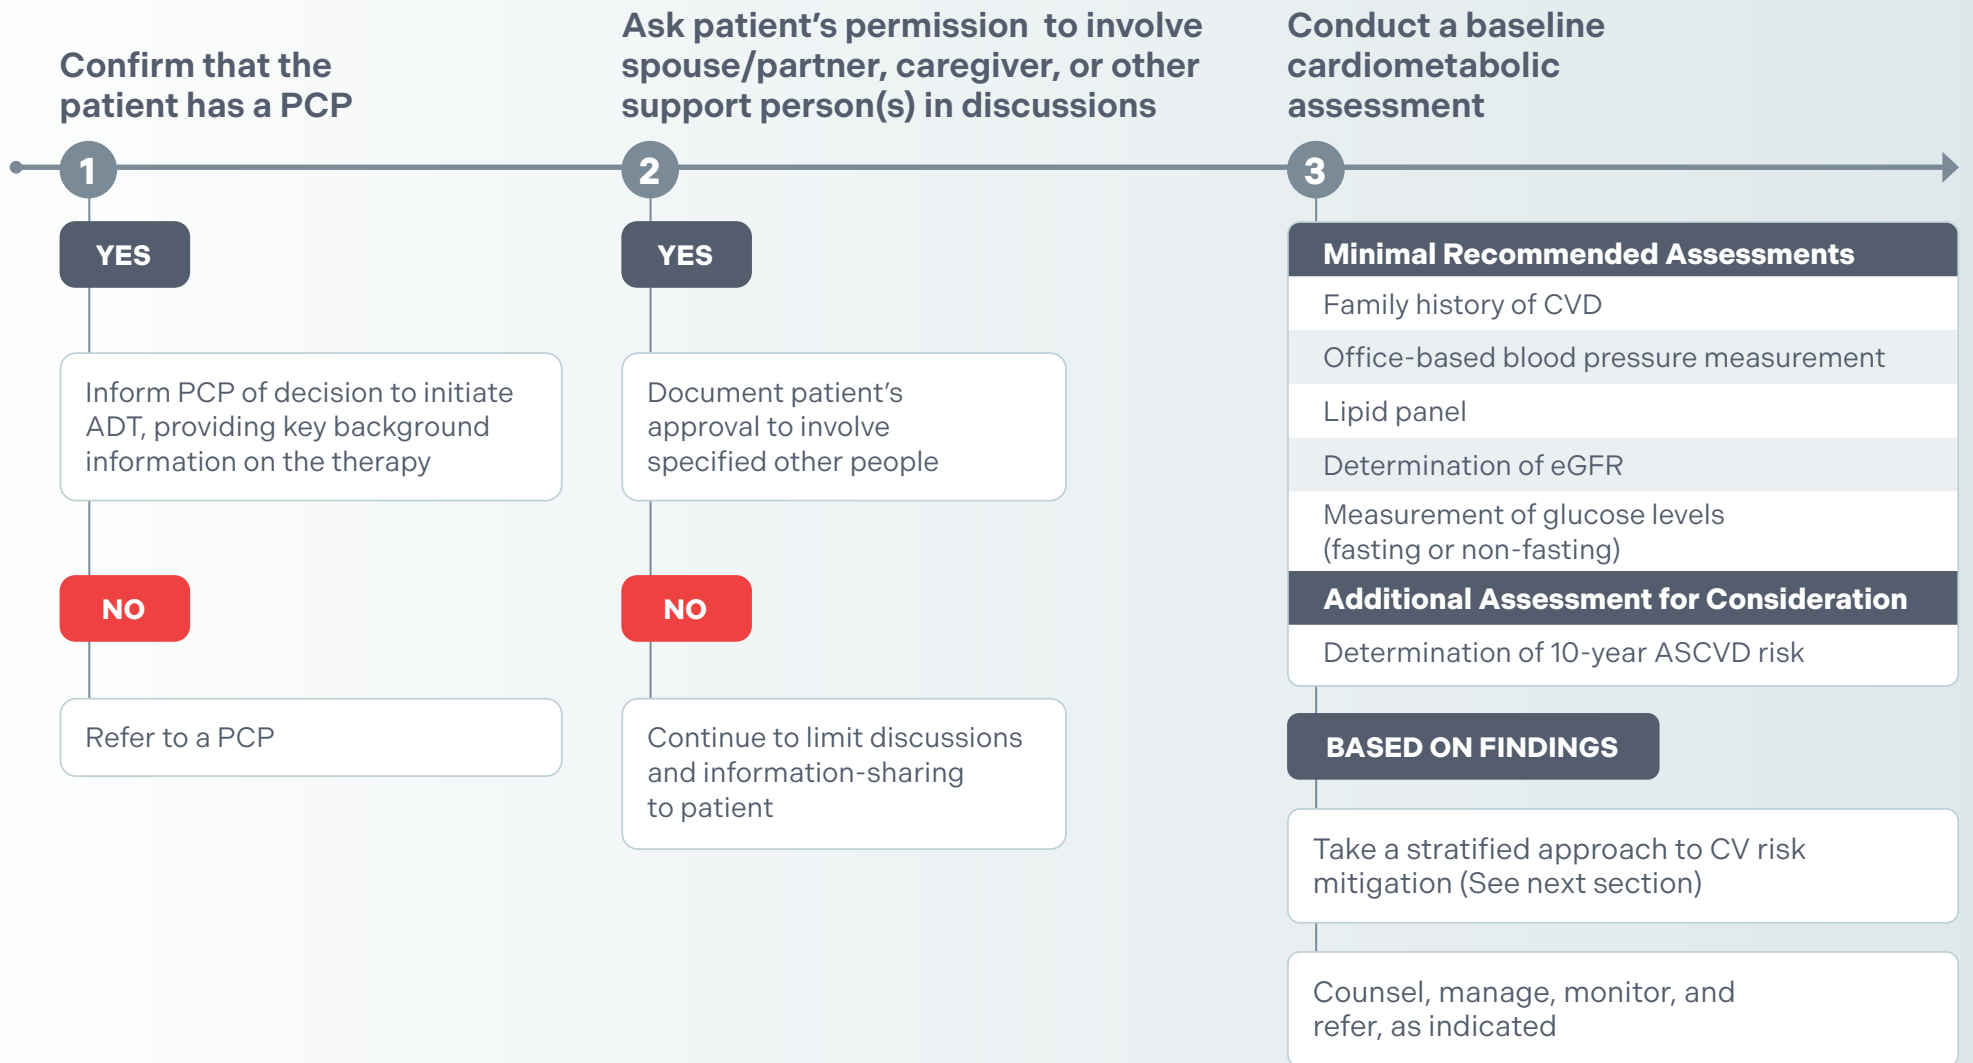 Confirm that the
patient has a PCP
1
YES
Inform PCP of decision to initiate
ADT, providing key background
information on the therapy
NO
Refer to a PCP
Ask patient’s permission to involve
spouse/partner, caregiver, or other
support person(s) in discussions
2
YES
Document patient’s
approval to involve
specified other people
NO
Continue to limit discussions
and information-sharing
to patient
Conduct a baseline
cardiometabolic
assessment
3
Minimal Recommended Assessments
Family history of CVD
Office-based blood pressure measurement
Lipid panel
Determination of eGFR
Measurement of glucose levels
(fasting or non-fasting)
Additional Assessment for Consideration
Determination of 10-year ASCVD risk
BASED ON FINDINGS
Take a stratified approach to CV risk
mitigation (See next section)
Counsel, manage, monitor, and
refer, as indicated